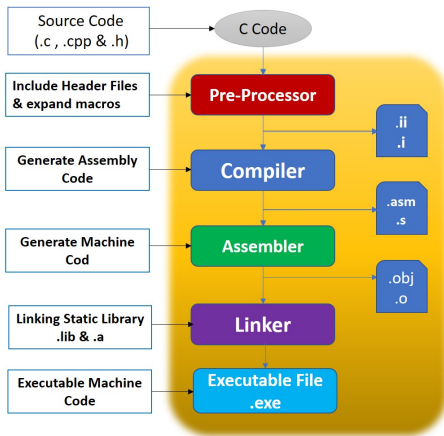 Source Code
(.c , .cpp & .h)
C Code
Include Header Files
& expand macros
Pre-Processor
.ii
.i
Generate Assembly
Code
Compiler
.asm
.s
Generate Machine
Cod
Assembler
.obj
.o
Linking Static Library
.lib & .a
Linker
Executable Machine
Code
Executable File
.exe